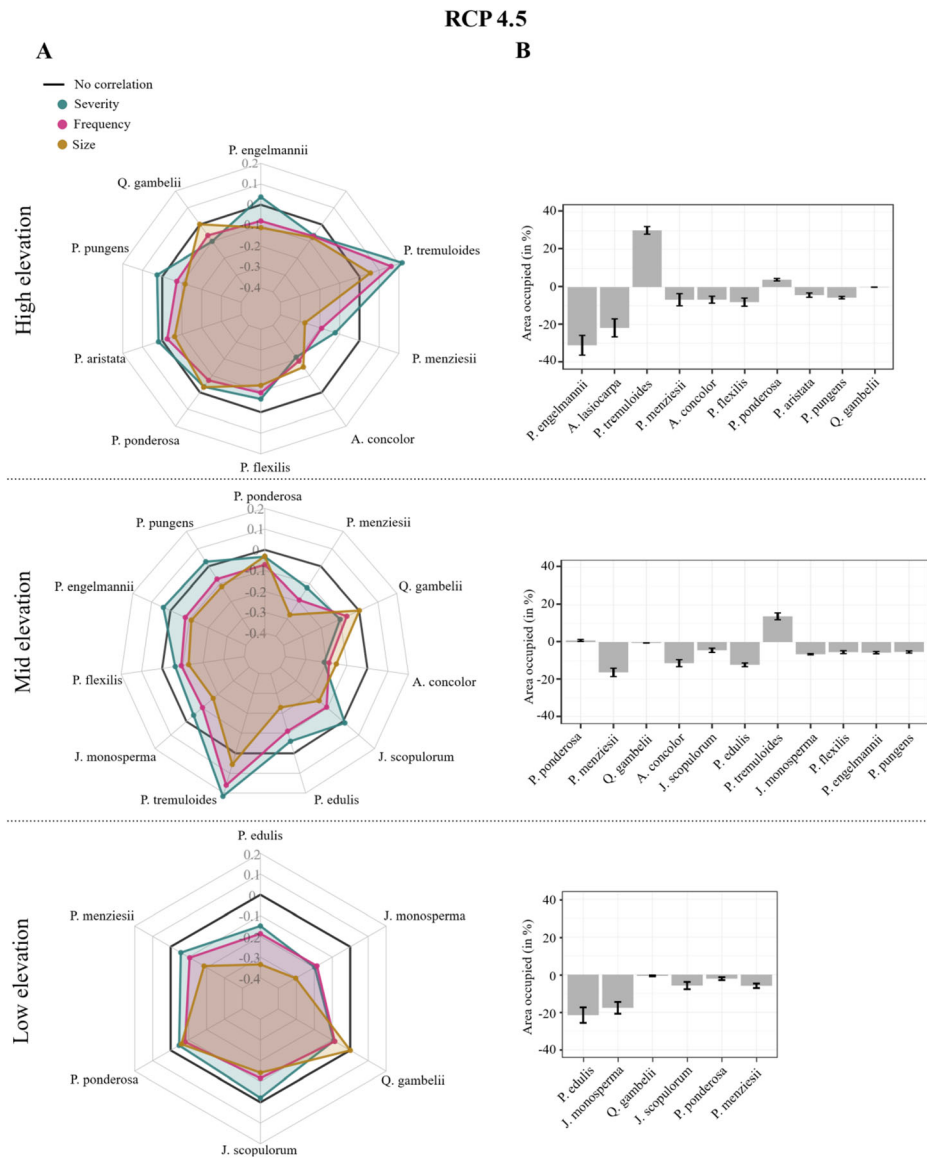 RCP 4.5
A
B
No correlation
Severity
Frequency
Size
High elevation
P. engelmannii
P. tremuloides
P. menziesii
A. concolor
P. flexilis
P. ponderosa
P. aristata
P. pungens
Q. gambelii
0.2
0.1
0
-0.1
-0.2
-0.3
-0.4
Area occupied (in %)
40
20
0
-20
-40
P. engelmannii
A. lasiocarpa
P. tremuloides
P. menziesii
A. concolor
P. flexilis
P. ponderosa
P. aristata
P. pungens
Q. gambelii
Mid elevation
P. ponderosa
P. menziesii
Q. gambelii
A. concolor
J. scopulorum
P. edulis
P. tremuloides
J. monosperma
P. flexilis
P. engelmannii
P. pungens
0.2
0.1
0
-0.1
-0.2
-0.3
-0.4
Area occupied (in %)
40
20
0
-20
-40
P. ponderosa
P. menziesii
Q. gambelii
A. concolor
J. scopulorum
P. edulis
P. tremuloides
J. monosperma
P. flexilis
P. engelmannii
P. pungens
Low elevation
P. edulis
J. monosperma
Q. gambelii
J. scopulorum
P. ponderosa
P. menziesii
0.2
0.1
0
-0.1
-0.2
-0.3
-0.4
Area occupied (in %)
40
20
0
-20
-40
P. edulis
J. monosperma
Q. gambelii
J. scopulorum
P. ponderosa
P. menziesii